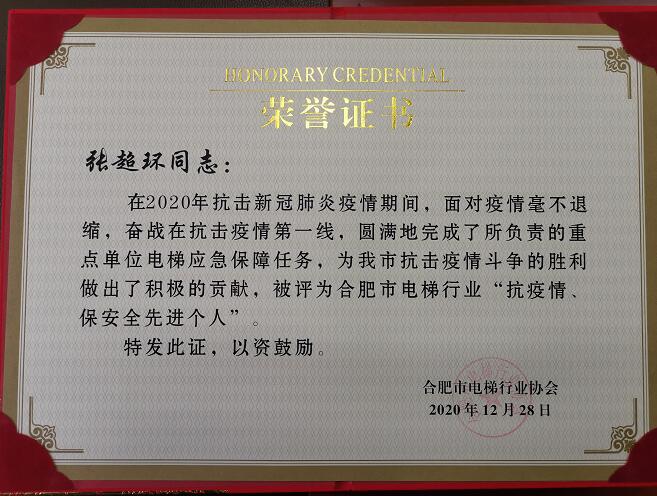 HONORARY CREDENTIAL
荣誉证书
张超环同志：
在2020年抗击新冠肺炎疫情期间，面对疫情毫不退
缩，奋战在抗击疫情第一线，圆满地完成了所负责的重
点单位电梯应急保障任务，为我市抗击疫情斗争的胜利
做出了积极的贡献，被评为合肥市电梯行业“抗疫情、
保安全先进个人”。
特发此证，以资鼓励。
合肥市电梯行业协会
2020年12月28日